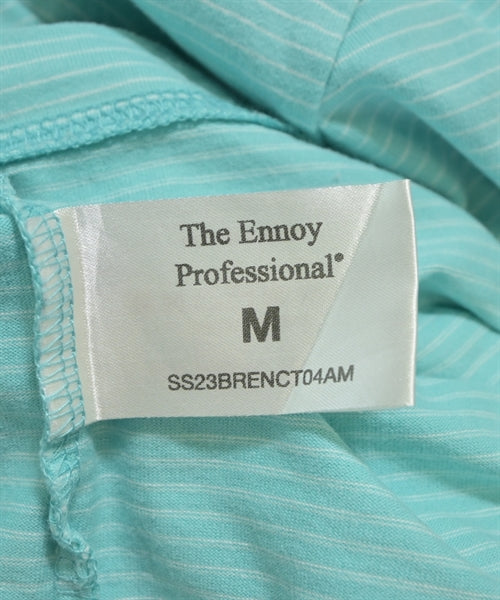 The Ennoy
Professional®
M
SS23BRENCT04AM